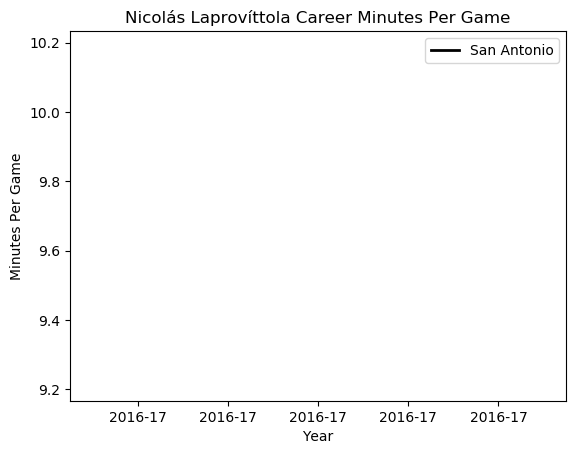 Nicolás Laprovíttola Career Minutes Per Game
San Antonio
10.2
10.0
9.8
9.6
9.4
9.2
Minutes Per Game
2016-17 2016-17 2016-17 2016-17 2016-17
Year